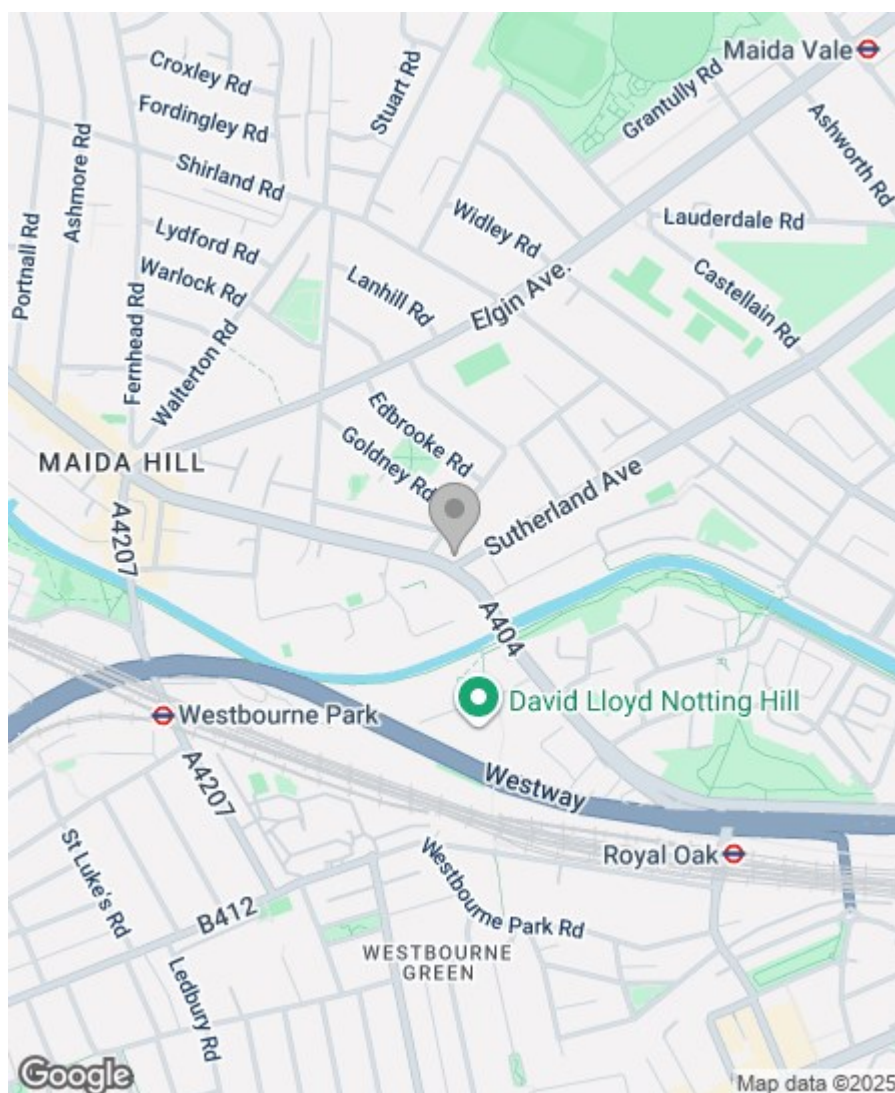 Maida Vale
Croxley Rd
Stuart Rd
Grantully Rd
Fordingley Rd
Ashworth Rd
Shirland Rd
Ashmore Rd
Portnall Rd
Widley Rd
Lauderdale Rd
Lydford Rd
Warlock Rd
Lanhill Rd
Elgin Ave.
Castellain Rd
Fernhead Rd
Walterton Rd
Edbrooke Rd
Goldney Rd
MAIDA HILL
Sutherland Ave
A4207
A404
David Lloyd Notting Hill
Westbourne Park
Westway
A4207
Royal Oak
St Luke's Rd
Westbourne Park Rd
B412
WESTBOURNE
GREEN
Ledbury Rd
Google
Map data ©2025